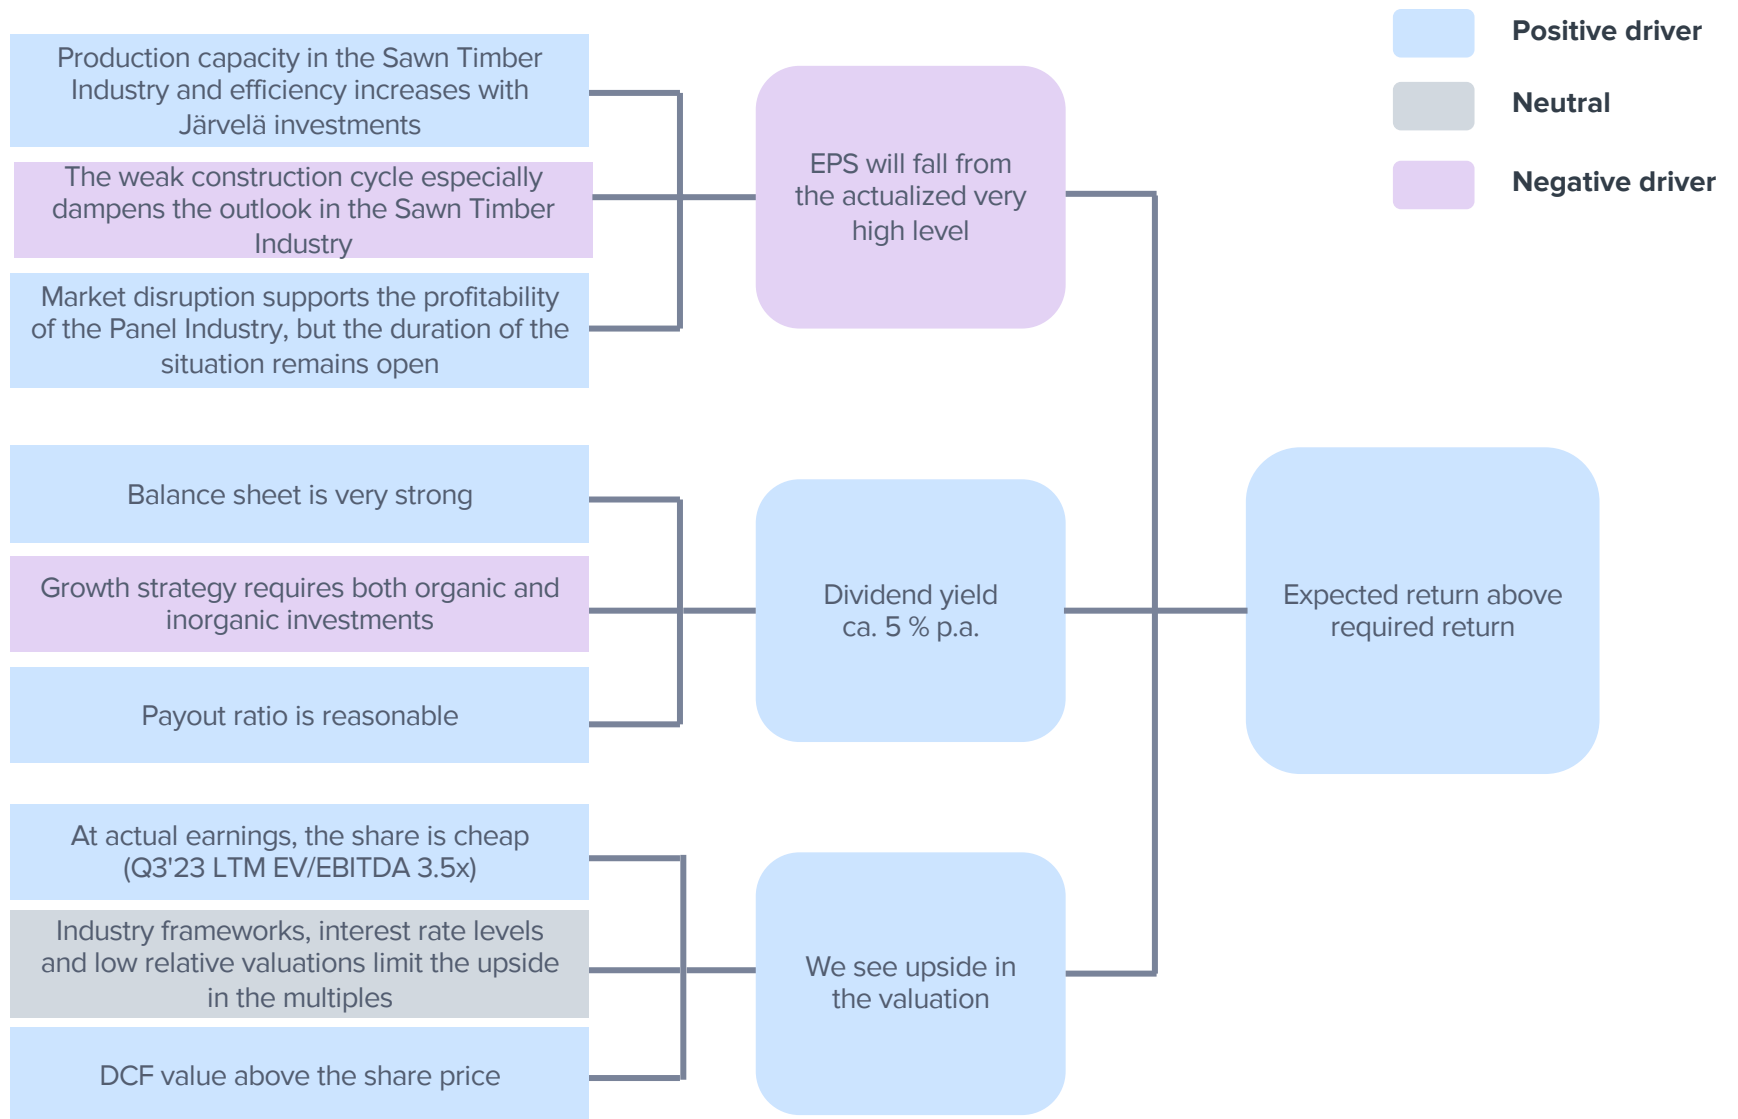 Production capacity in the Sawn Timber
Industry and efficiency increases with
Järvelä investments
The weak construction cycle especially
dampens the outlook in the Sawn Timber
Industry
Market disruption supports the profitability
of the Panel Industry, but the duration of the
situation remains open
EPS will fall from
the actualized very
high level
Positive driver
Neutral
Negative driver
Balance sheet is very strong
Growth strategy requires both organic and
inorganic investments
Payout ratio is reasonable
Dividend yield
ca. 5 % p.a.
Expected return above
required return
At actual earnings, the share is cheap
(Q3'23 LTM EV/EBITDA 3.5x)
Industry frameworks, interest rate levels
and low relative valuations limit the upside
in the multiples
DCF value above the share price
We see upside in
the valuation